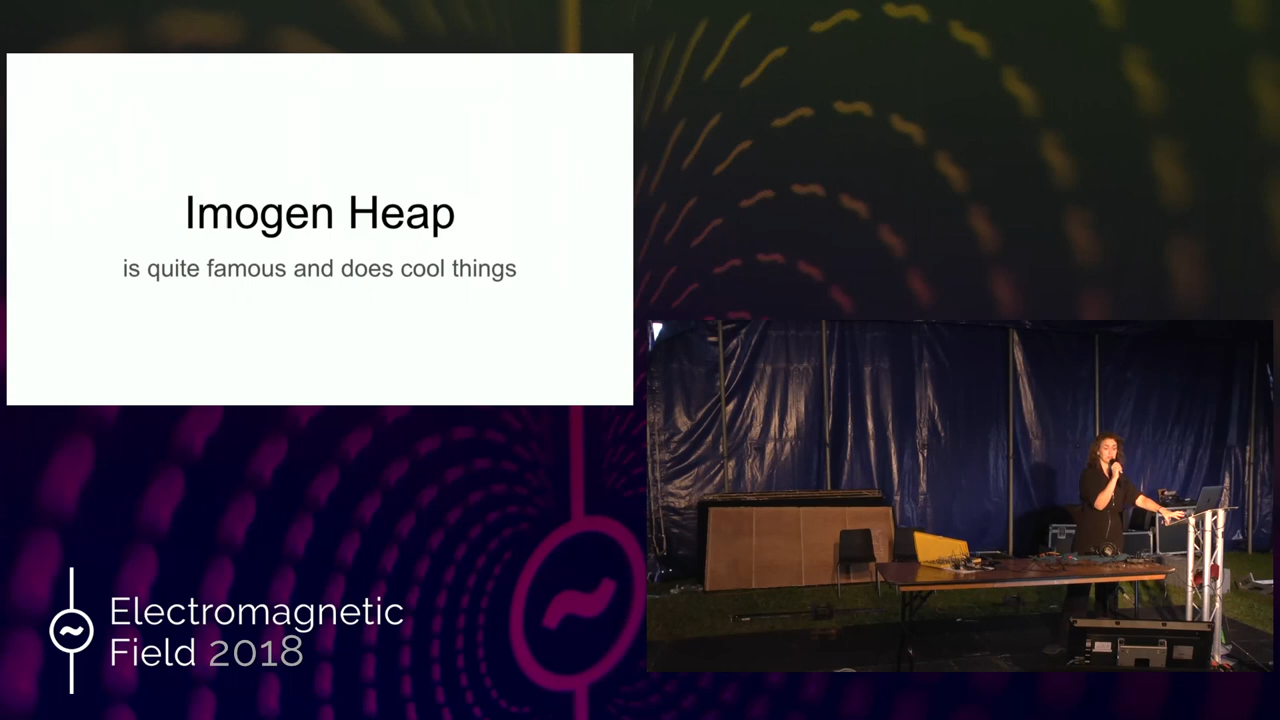 Imogen Heap
is quite famous and does cool things
Electromagnetic
Field 2018